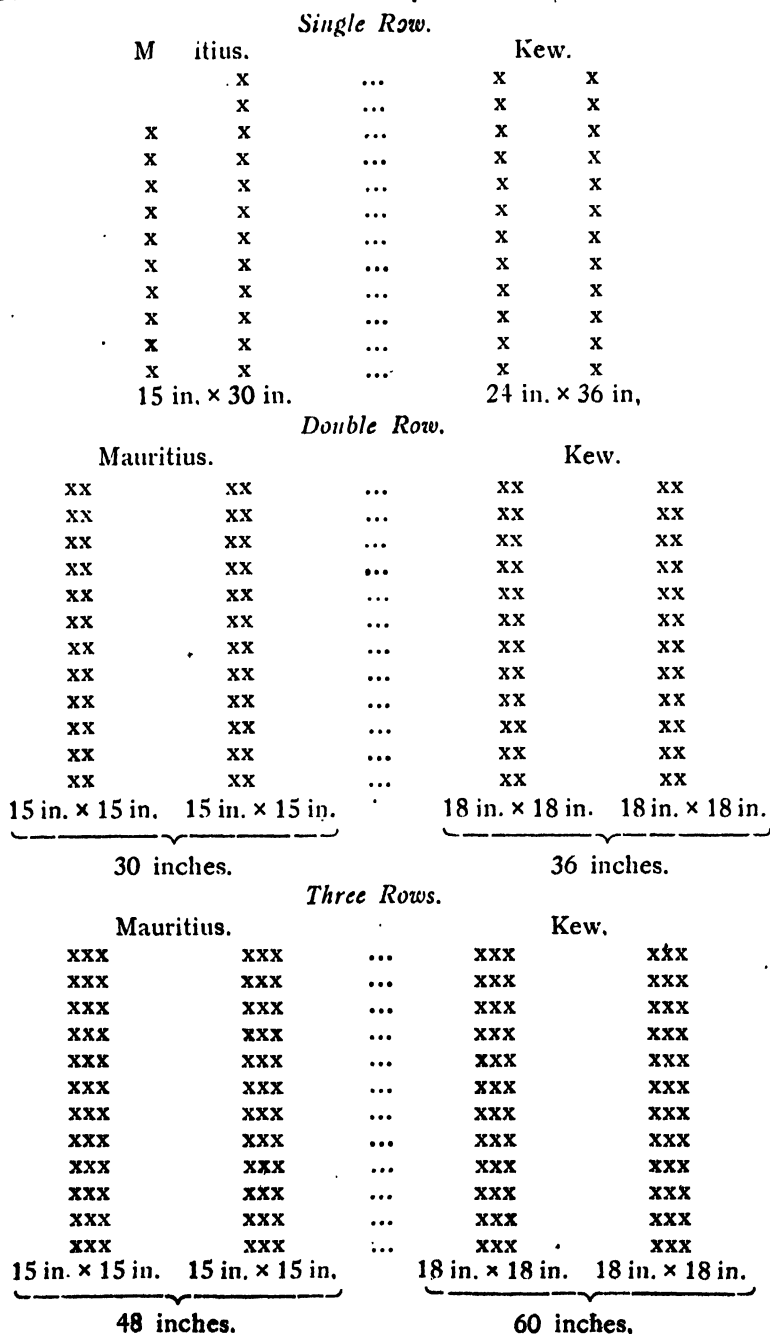 Single Row.
M itius. Kew.
x ... x x
x ... x x
x x ... x x
x x ... x x
x x ... x x
x x ... x x
x x ... x x
x x ... x x
x x ... x x
x x ... x x
x x ... x x
x x ... x x
15 in. × 30 in. 24 in. × 36 in,
Double Row.
Mauritius. Kew.
xx xx ... xx xx
xx xx ... xx xx
xx xx ... xx xx
xx xx ... xx xx
xx xx ... xx xx
xx xx ... xx xx
xx xx ... xx xx
xx xx ... xx xx
xx xx ... xx xx
xx xx ... xx xx
xx xx ... xx xx
xx xx ... xx xx
15 in. × 15 in. 15 in. × 15 in. 18 in. × 18 in. 18 in. × 18 in.
30 inches. 36 inches.
Three Rows.
Mauritius. Kew.
xxx xxx ... xxx xxx
xxx xxx ... xxx xxx
xxx xxx ... xxx xxx
xxx xxx ... xxx xxx
xxx xxx ... xxx xxx
xxx xxx ... xxx xxx
xxx xxx ... xxx xxx
xxx xxx ... xxx xxx
xxx xxx ... xxx xxx
xxx xxx ... xxx xxx
xxx xxx ... xxx xxx
xxx xxx ... xxx xxx
15 in. × 15 in. 15 in. × 15 in. 18 in. × 18 in. 18 in. × 18 in.
48 inches. 60 inches.